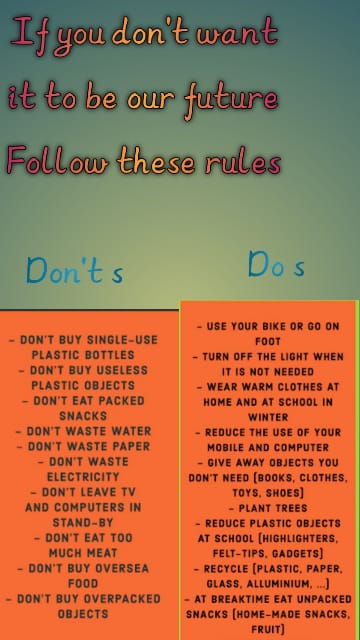 If you don't want
it to be our future
Follow these rules
Don't s
Do s
- DON'T BUY SINGLE-USE
PLASTIC BOTTLES
- DON'T BUY USELESS
PLASTIC OBJECTS
- DON'T EAT PACKED
SNACKS
- DON'T WASTE WATER
- DON'T WASTE PAPER
- DON'T WASTE
ELECTRICITY
- DON'T LEAVE TV
AND COMPUTERS IN
STAND-BY
- DON'T EAT TOO
MUCH MEAT
- DON'T BUY OVERSEA
FOOD
- DON'T BUY OVERPACKED
OBJECTS
- USE YOUR BIKE OR GO ON
FOOT
- TURN OFF THE LIGHT WHEN
IT IS NOT NEEDED
- WEAR WARM CLOTHES AT
HOME AND AT SCHOOL IN
WINTER
- REDUCE THE USE OF YOUR
MOBILE AND COMPUTER
- GIVE AWAY OBJECTS YOU
DON'T NEED (BOOKS, CLOTHES,
TOYS, SHOES)
- PLANT TREES
- REDUCE PLASTIC OBJECTS
AT SCHOOL (HIGHLIGHTERS,
FELT-TIPS, GADGETS)
- RECYCLE (PLASTIC, PAPER,
GLASS, ALLUMINIUM, ...)
- AT BREAKTIME EAT UNPACKED
SNACKS (HOME-MADE SNACKS,
FRUIT)